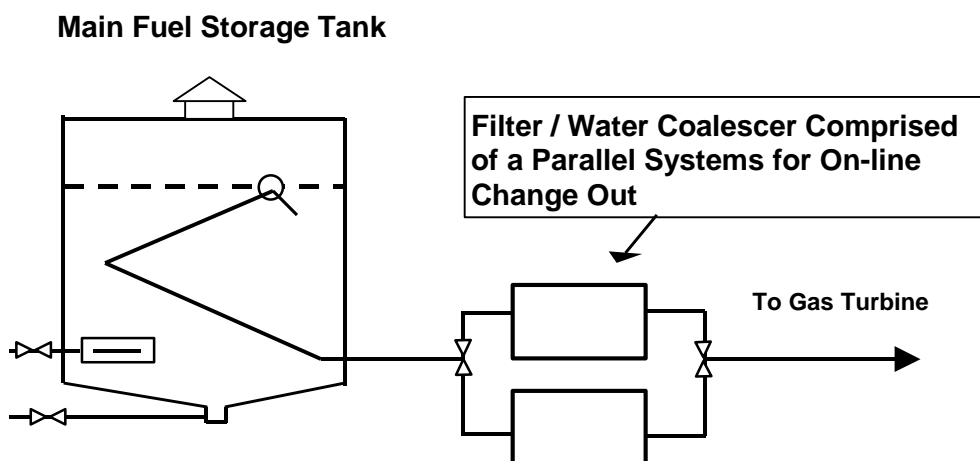 Main Fuel Storage Tank
Filter / Water Coalescer Comprised
of a Parallel Systems for On-line
Change Out
To Gas Turbine